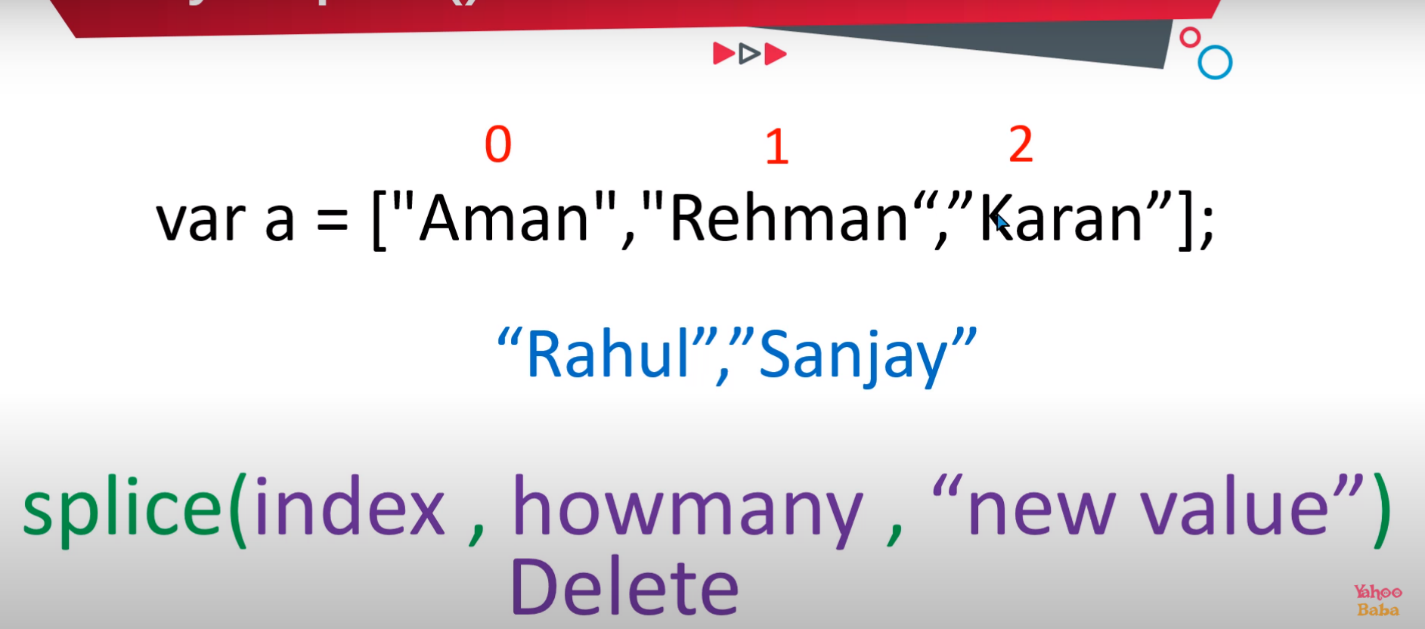 0 1 2
var a = ["Aman","Rehman“,”Karan”];
“Rahul”,”Sanjay”
splice(index , howmany , “new value”)
Delete
Yahoo
Baba